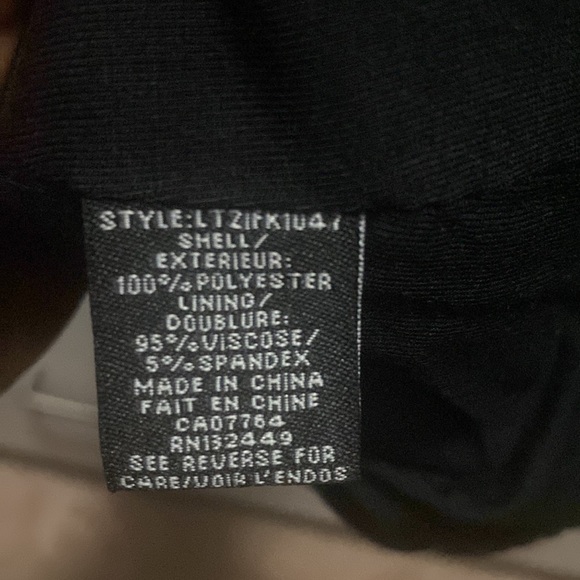 STYLE:LTZIFK1047
SHELL/
EXTERIEUR:
100% POLYESTER
LINING/
DOUBLURE:
95% VISCOSE/
5% SPANDEX
MADE IN CHINA
FAIT EN CHINE
CA07764
RN132449
SEE REVERSE FOR
CARE/VOIR L'ENDOS